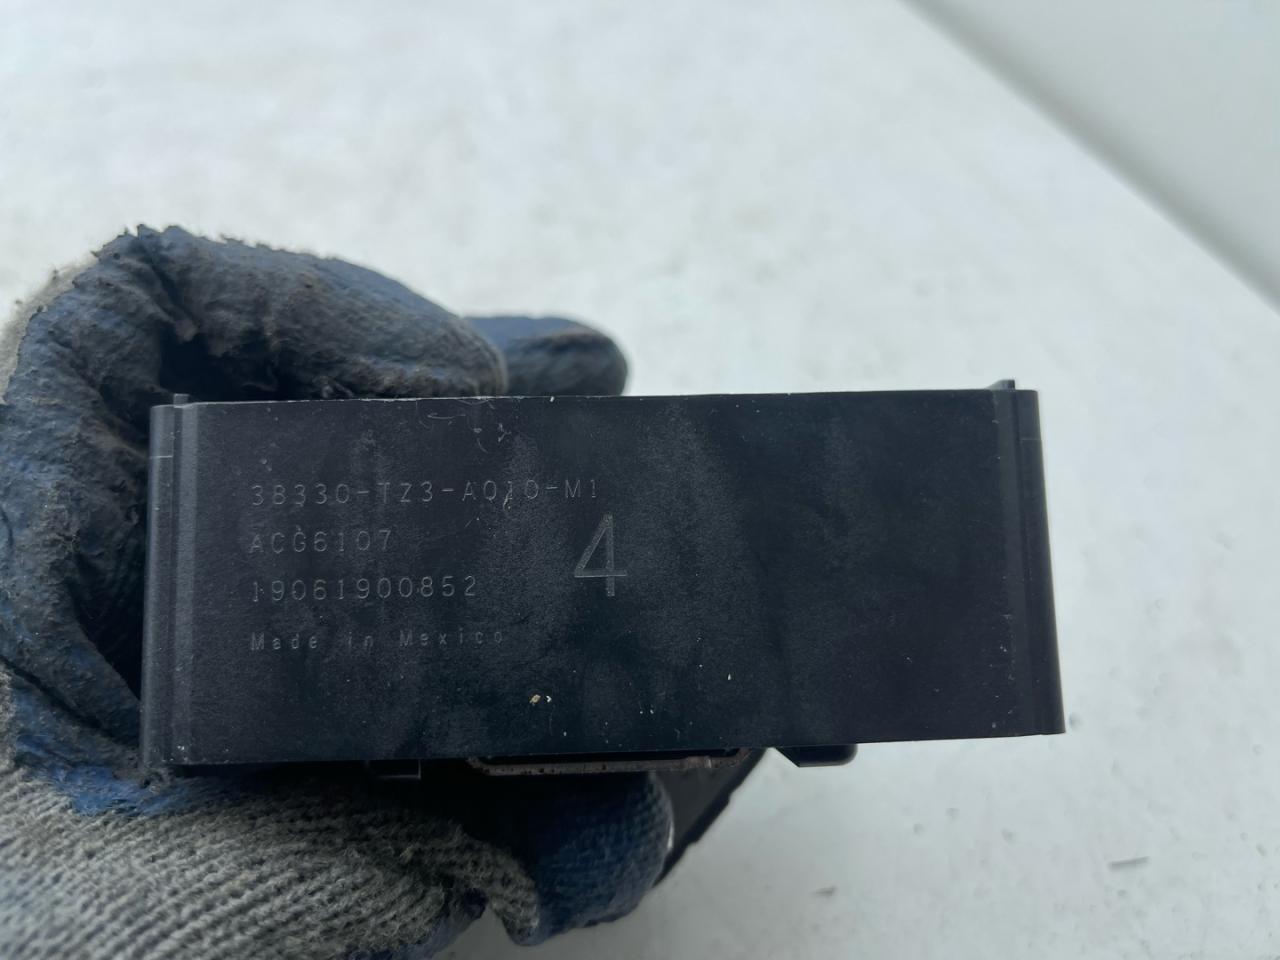 38330-TZ3-A010-M1
ACG6107
4
19061900852
Made in Mexico